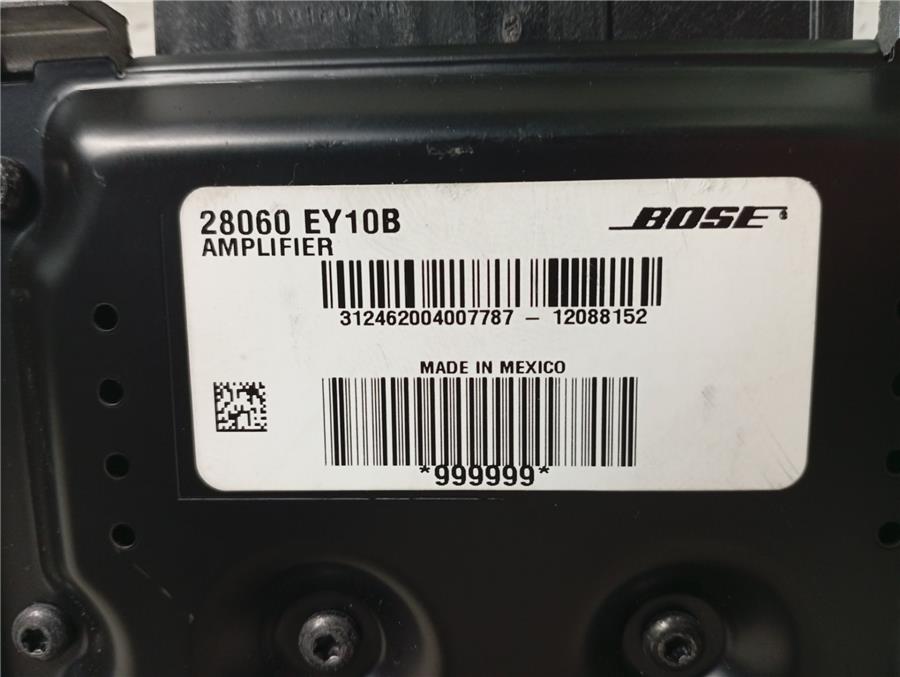 28060 EY10B
BOSE
AMPLIFIER
312462004007787 – 12088152
MADE IN MEXICO
*999999*